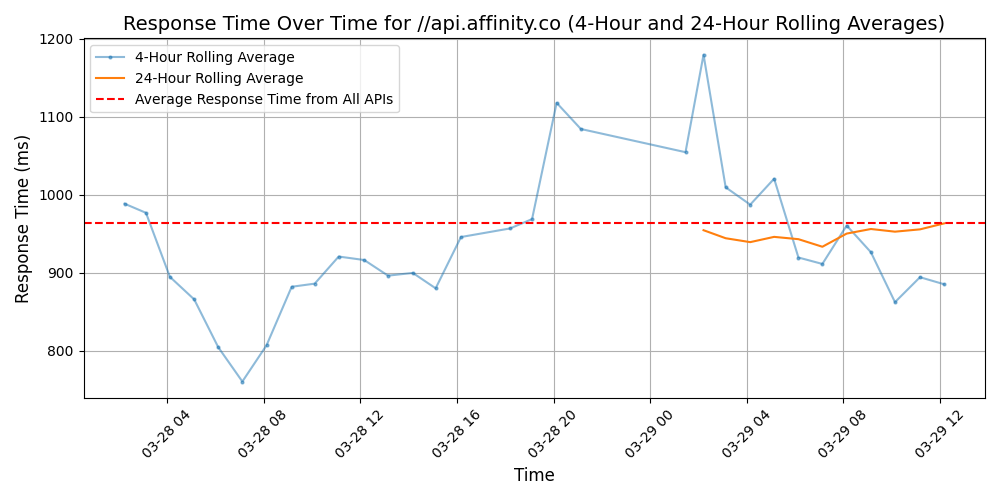 Response Time Over Time for //api.affinity.co (4-Hour and 24-Hour Rolling Averages)
4-Hour Rolling Average
24-Hour Rolling Average
Average Response Time from All APIs
Response Time (ms)
1200
1100
1000
900
800
03-28 04
03-28 08
03-28 12
03-28 16
03-28 20
03-29 00
03-29 04
03-29 08
03-29 12
Time